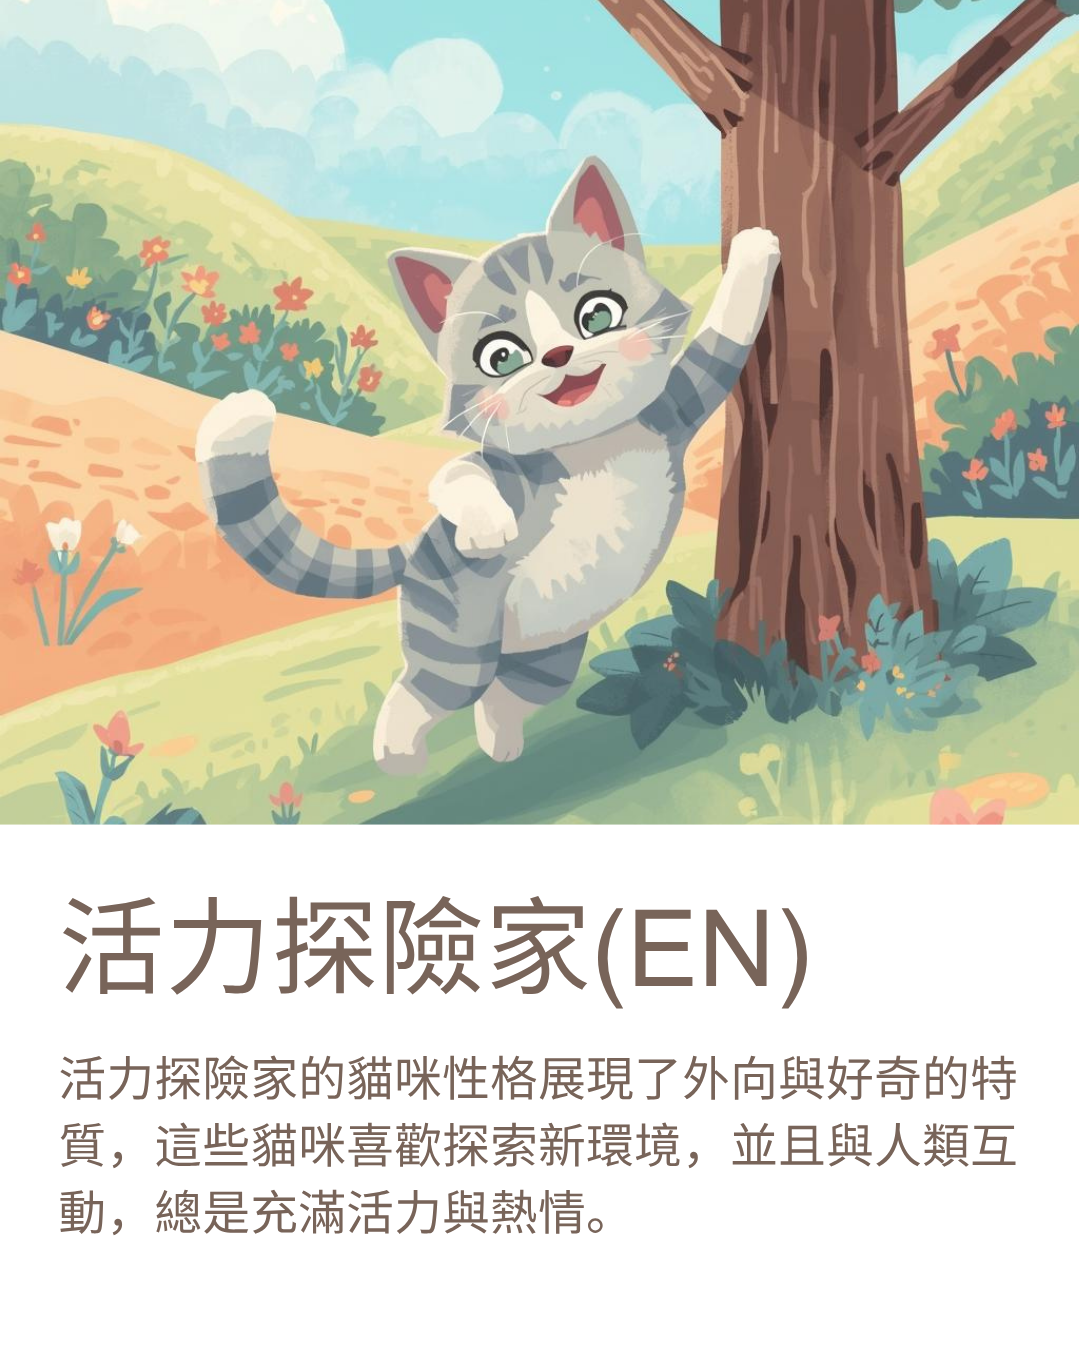 活力探險家(EN)
活力探險家的貓咪性格展現了外向與好奇的特
質，這些貓咪喜歡探索新環境，並且與人類互
動，總是充滿活力與熱情。